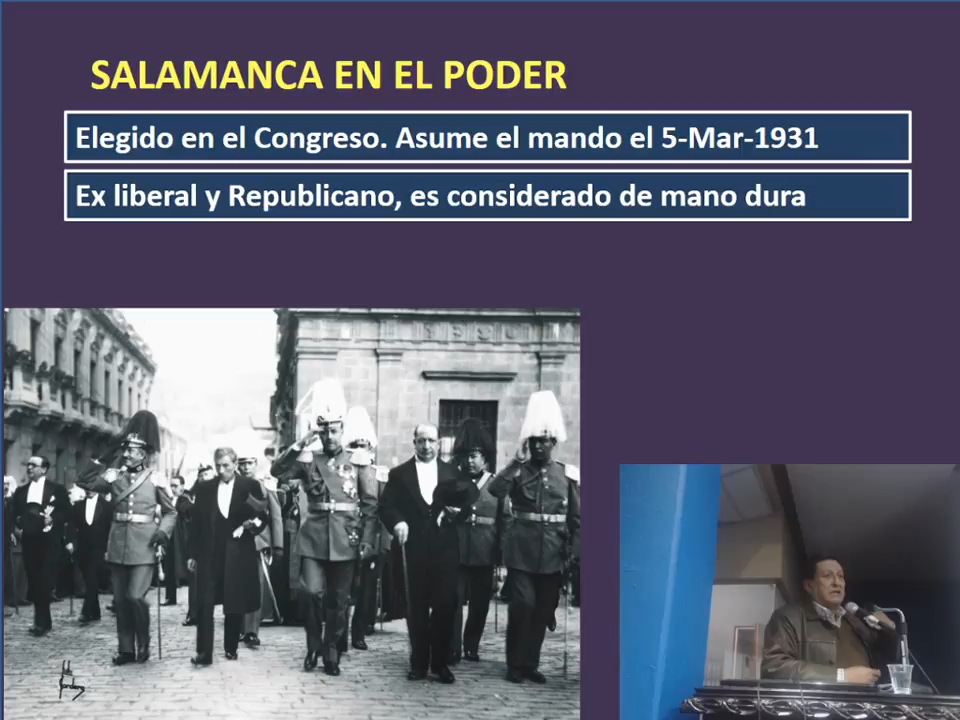 SALAMANCA EN EL PODER
Elegido en el Congreso. Asume el mando el 5-Mar-1931
Ex liberal y Republicano, es considerado de mano dura